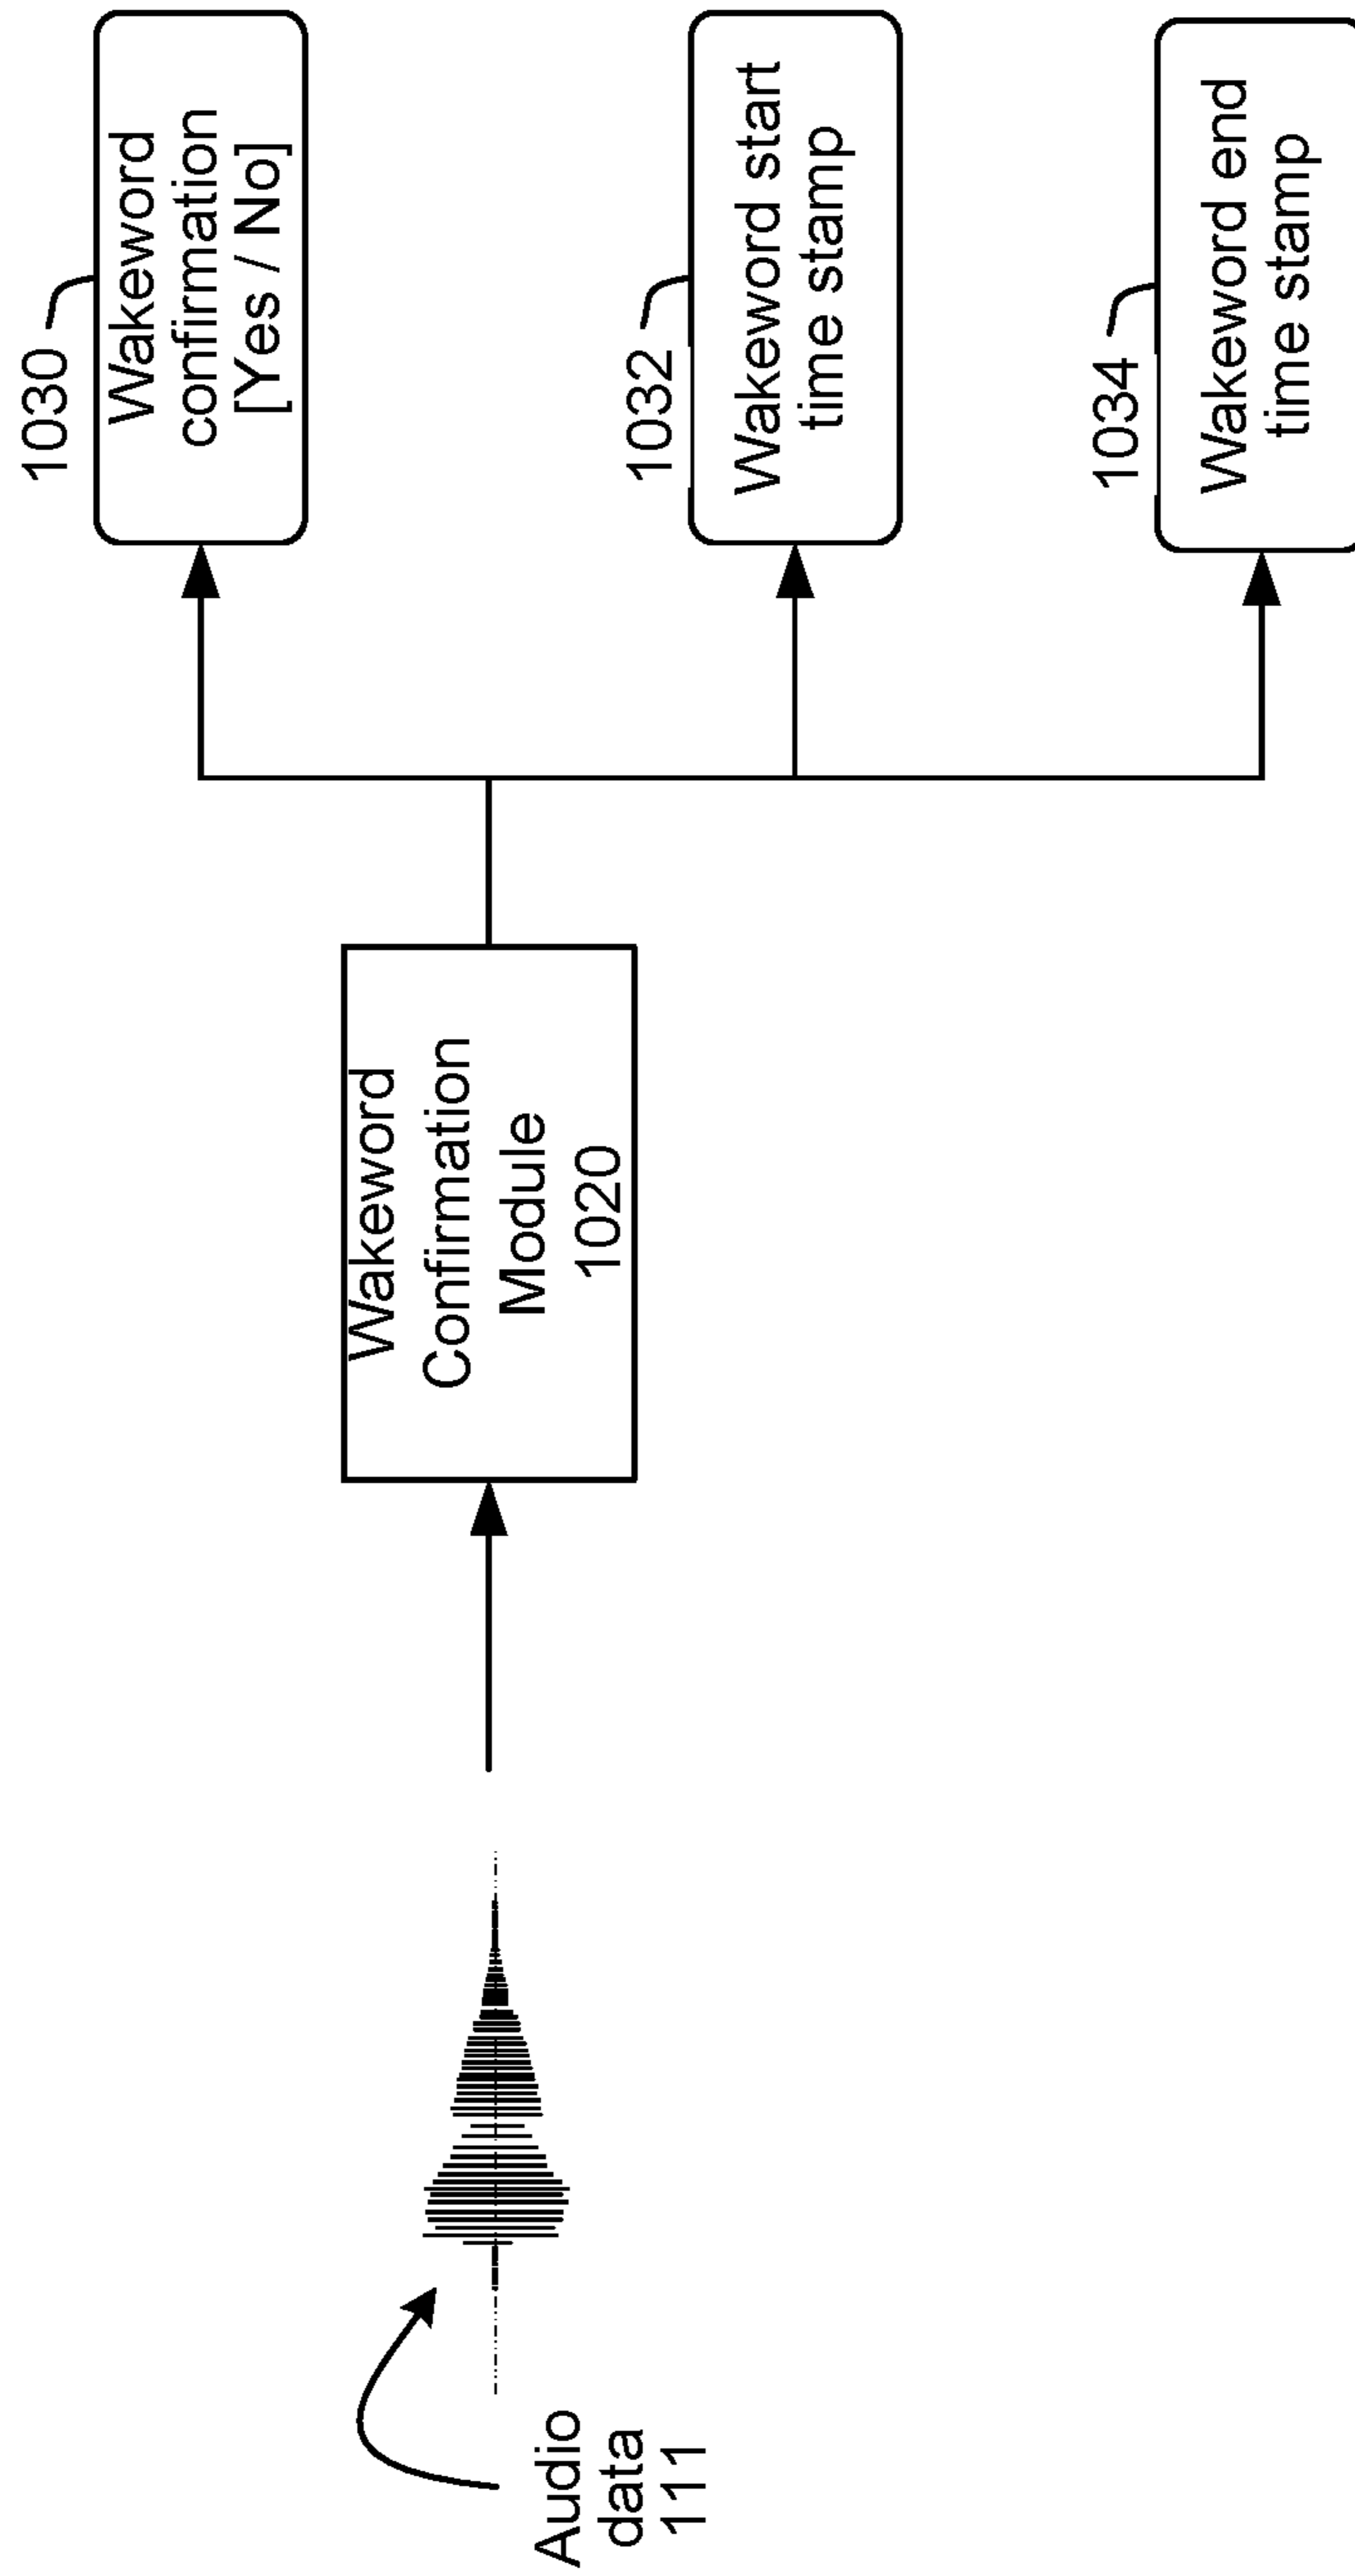 Audio
data
111
Wakeword
Confirmation
Module
1020
1030
Wakeword
confirmation
[Yes / No]
1032
Wakeword start
time stamp
1034
Wakeword end
time stamp